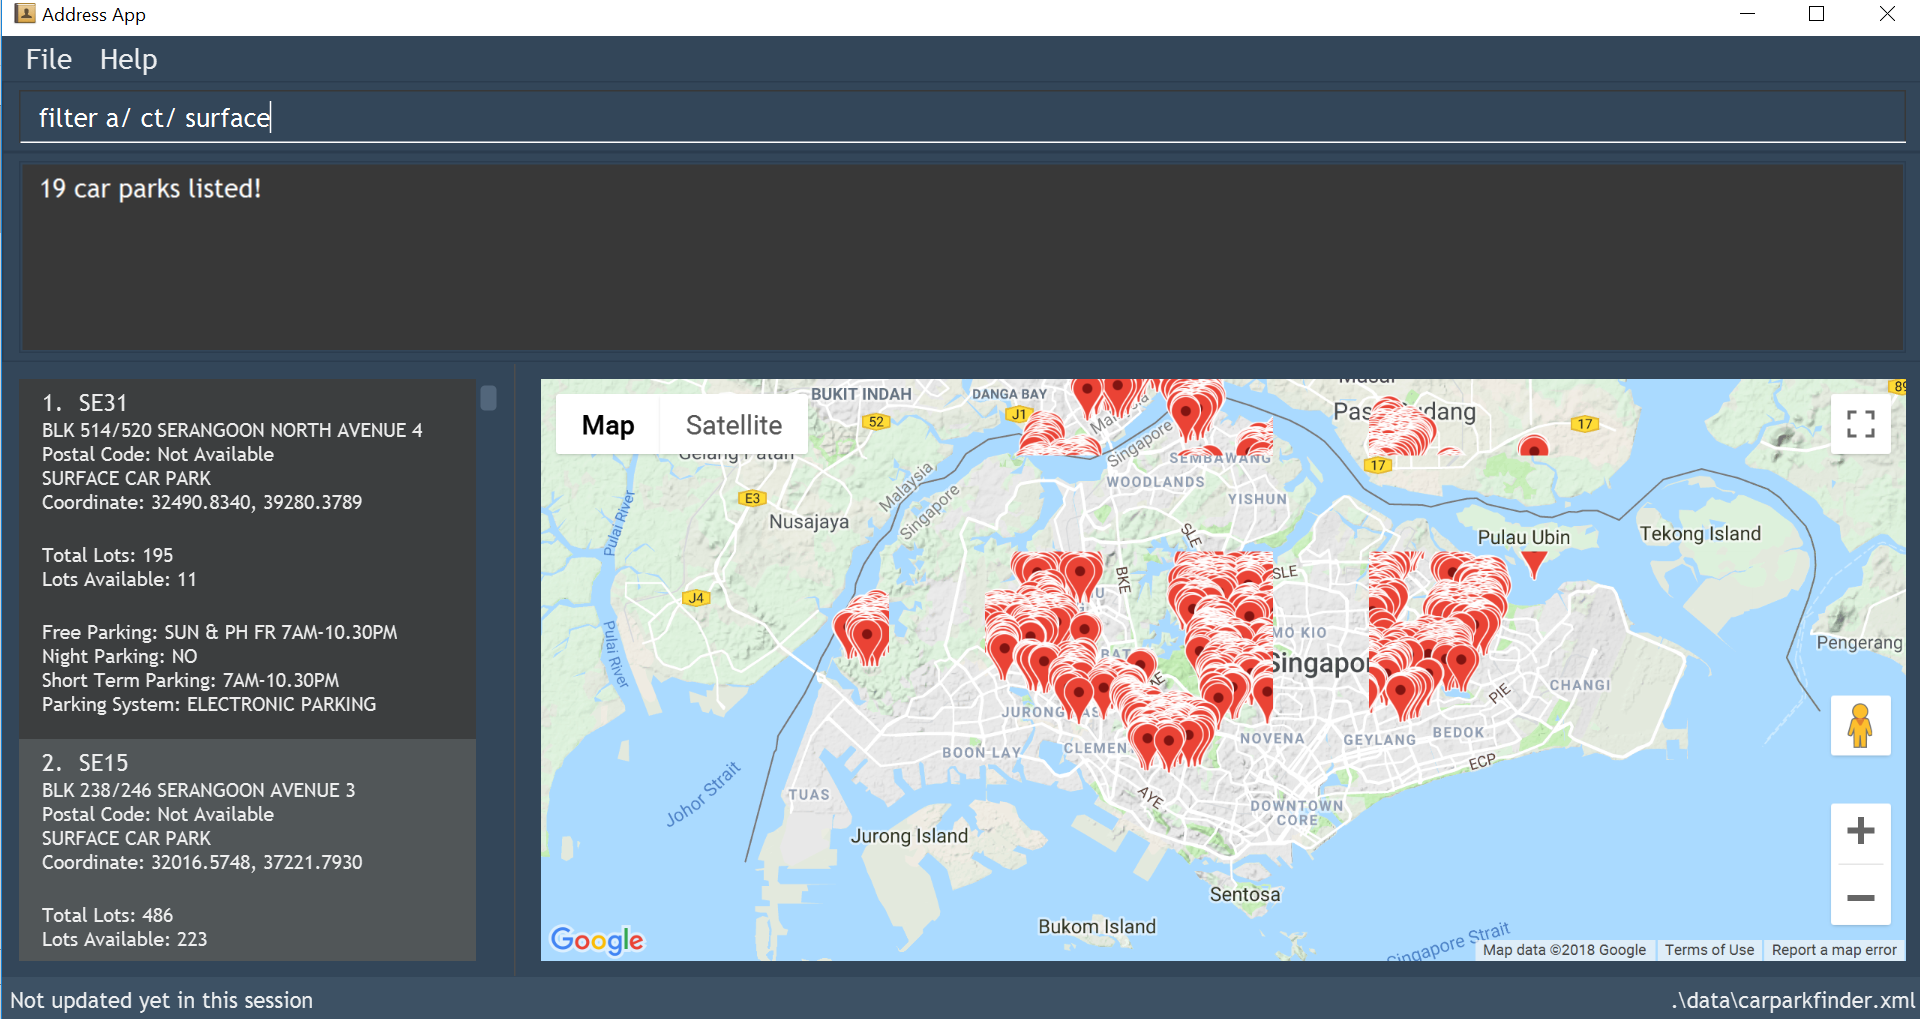 Address App
File Help
filter a/ ct/ surface
19 car parks listed!
1. SE31
BLK 514/520 SERANGOON NORTH AVENUE 4
Postal Code: Not Available
SURFACE CAR PARK
Coordinate: 32490.8340, 39280.3789
Total Lots: 195
Lots Available: 11
Free Parking: SUN & PH FR 7AM-10.30PM
Night Parking: NO
Short Term Parking: 7AM-10.30PM
Parking System: ELECTRONIC PARKING
2. SE15
BLK 238/246 SERANGOON AVENUE 3
Postal Code: Not Available
SURFACE CAR PARK
Coordinate: 32016.5748, 37221.7930
Total Lots: 486
Lots Available: 223
Map Satellite
BUKIT INDAH
DANGA BAY
J1
52
17
17
89
E3
J4
Nusajaya
Malaysia
Singapore
Singapore
SEMBAWANG
WOODLANDS
YISHUN
SLE
SLE
BKE
Pulau Ubin
Tekong Island
Pengerang
Pulai River
Pulai River
MO KIO
PIE
CHANGI
BOON LAY
NOVENA
GEYLANG
BEDOK
ECP
AYE
TUAS
Johor Strait
DOWNTOWN
CORE
Jurong Island
Sentosa
Bukom Island
Singapore Strait
Google
Map data ©2018 Google Terms of Use Report a map error
Not updated yet in this session
.\data\carparkfinder.xml